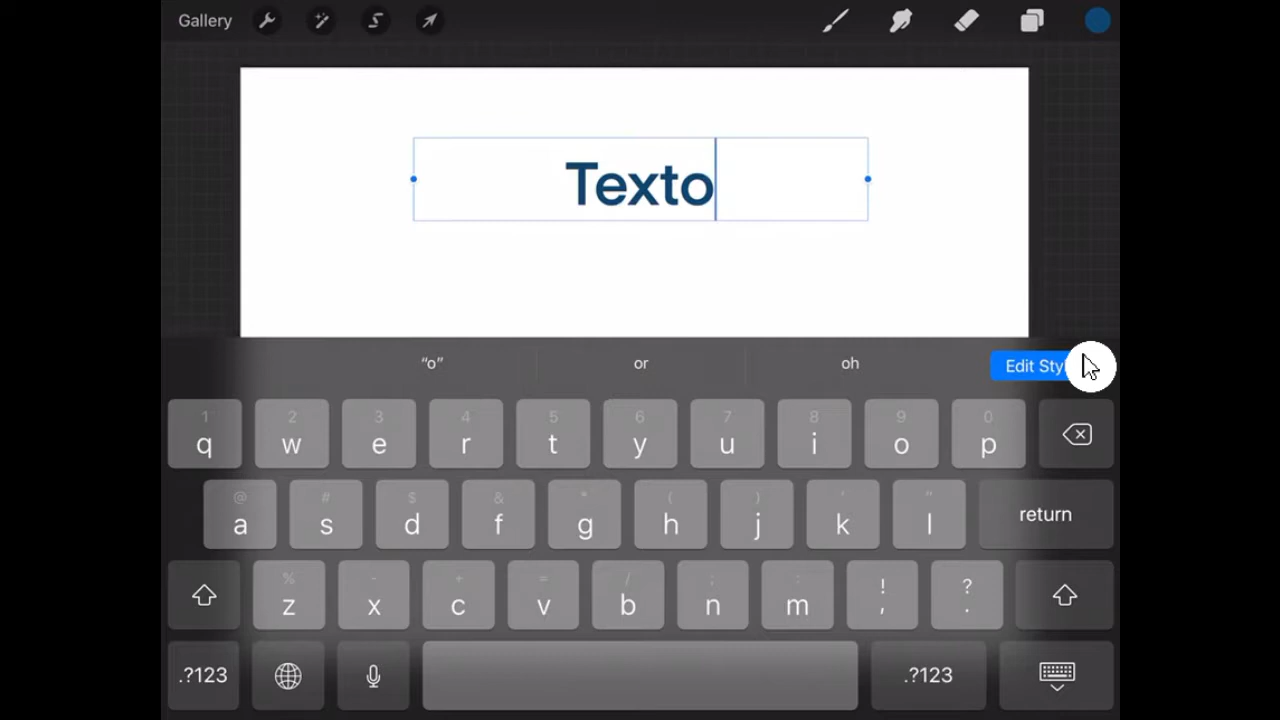 Gallery
Texto
“o” or oh Edit Sty
1 2 3 4 5 6 7 8 9 0
q w e r t y u i o p
@ # $ & * ( ) ' "
a s d f g h j k l return
% - + = / ; : ! ?
z x c v b n m , .
.?123 .?123